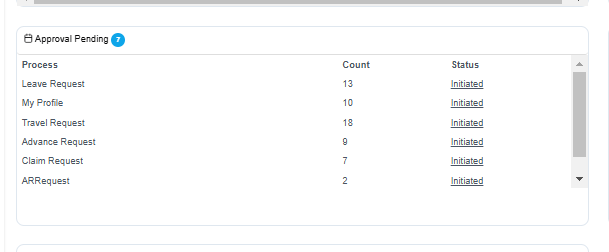 Approval Pending 7
Process Count Status
Leave Request 13 Initiated
My Profile 10 Initiated
Travel Request 18 Initiated
Advance Request 9 Initiated
Claim Request 7 Initiated
ARRequest 2 Initiated